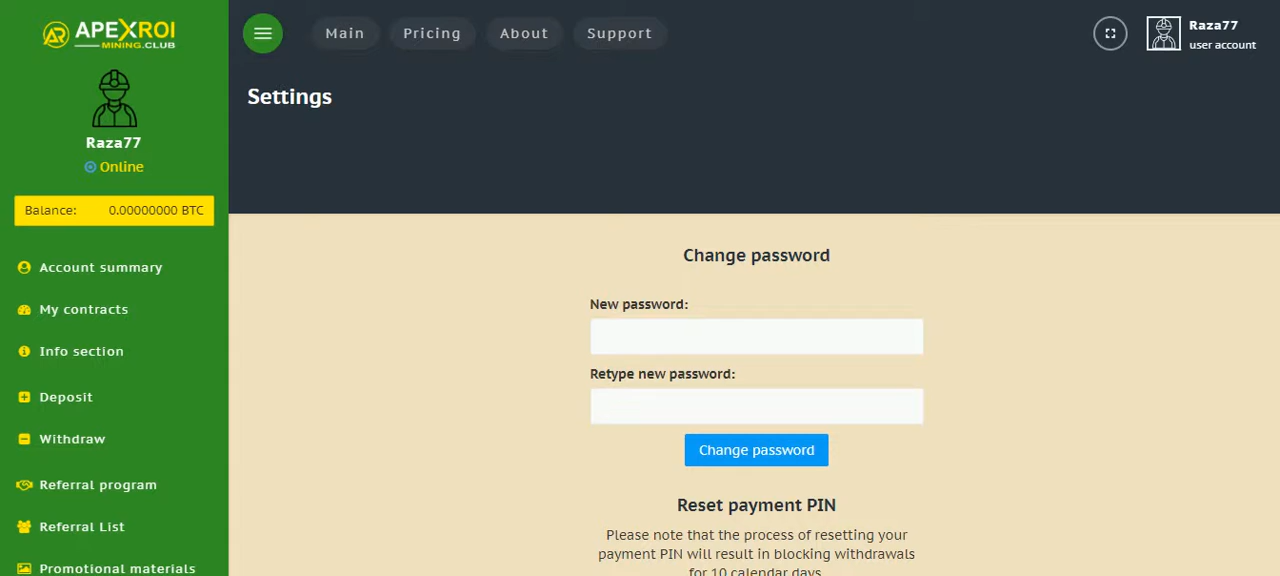 APEXROI
MINING.CLUB
Raza77
Online
Balance: 0.00000000 BTC
Account summary
My contracts
Info section
Deposit
Withdraw
Referral program
Referral List
Promotional materials
Main Pricing About Support
Raza77
user account
Settings
Change password
New password:
Retype new password:
Change password
Reset payment PIN
Please note that the process of resetting your
payment PIN will result in blocking withdrawals
for 10 calendar days